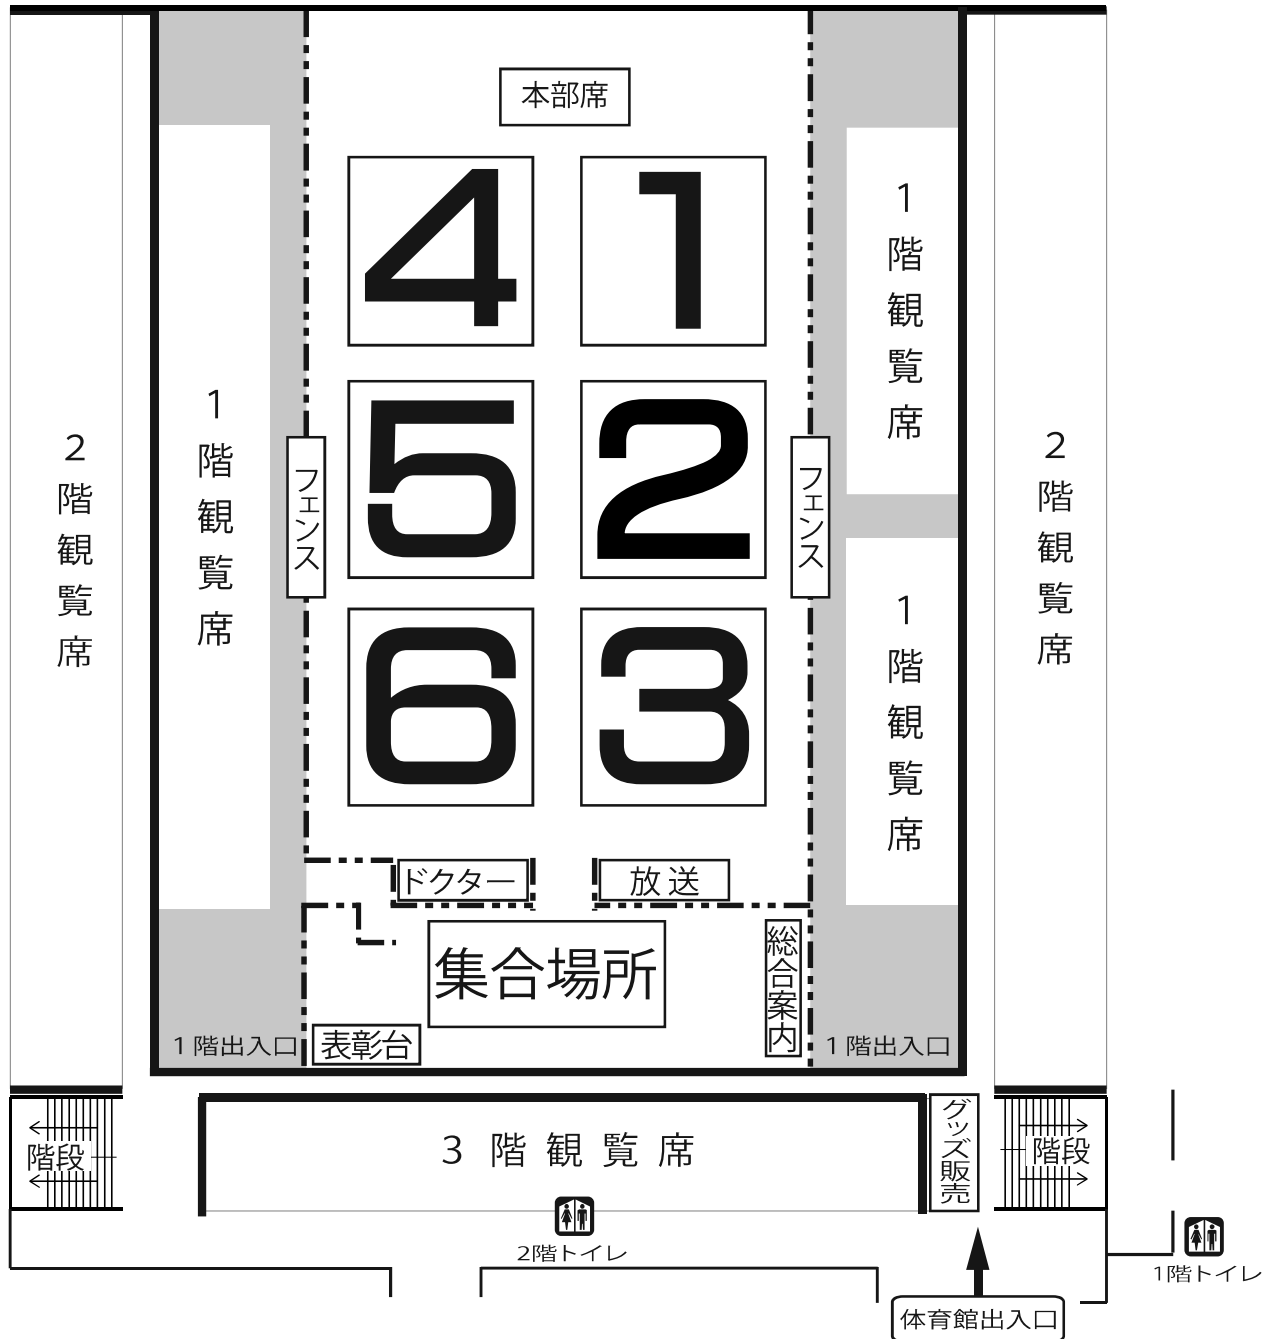 本部席
4
1
1階観覧席
5
2
1階観覧席
2階観覧席
フェンス
フェンス
2階観覧席
6
3
1階観覧席
ドクター
放送
集合場所
総合案内
1階出入口
表彰台
1階出入口
階段
3階観覧席
グッズ販売
階段
2階トイレ
1階トイレ
体育館出入口